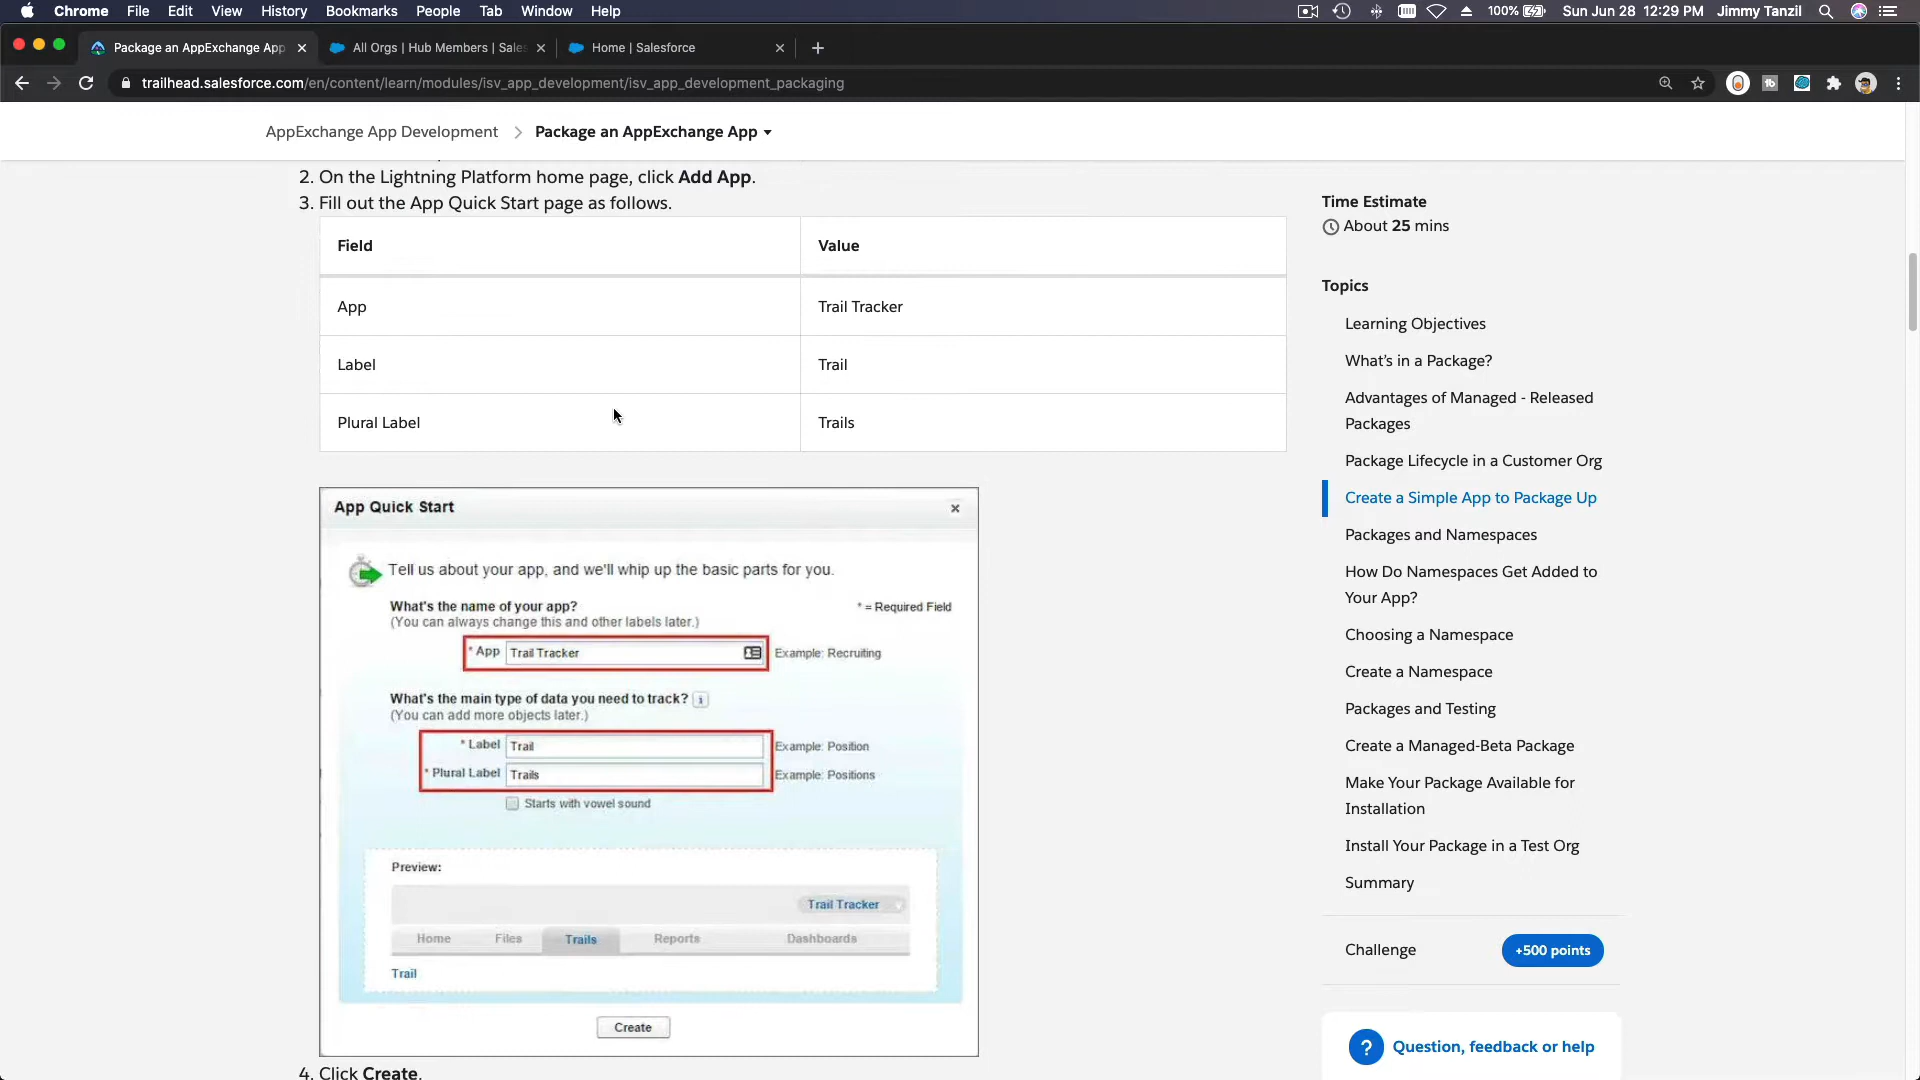 Chrome File Edit View History Bookmarks People Tab Window Help 100% Sun Jun 28 12:29 PM Jimmy Tanzil
Package an AppExchange App
All Orgs | Hub Members | Sales
Home | Salesforce
trailhead.salesforce.com/en/content/learn/modules/isv_app_development/isv_app_development_packaging
AppExchange App Development
Package an AppExchange App
2. On the Lightning Platform home page, click Add App.
3. Fill out the App Quick Start page as follows.
Field Value
App Trail Tracker
Label Trail
Plural Label Trails
App Quick Start
Tell us about your app, and we'll whip up the basic parts for you.
What's the name of your app? * = Required Field
(You can always change this and other labels later.)
* App Trail Tracker Example: Recruiting
What's the main type of data you need to track? i
(You can add more objects later.)
* Label Trail Example: Position
* Plural Label Trails Example: Positions
Starts with vowel sound
Preview:
Trail Tracker
Home Files Trails Reports Dashboards
Trail
Create
4. Click Create.
Time Estimate
About 25 mins
Topics
Learning Objectives
What's in a Package?
Advantages of Managed - Released
Packages
Package Lifecycle in a Customer Org
Create a Simple App to Package Up
Packages and Namespaces
How Do Namespaces Get Added to
Your App?
Choosing a Namespace
Create a Namespace
Packages and Testing
Create a Managed-Beta Package
Make Your Package Available for
Installation
Install Your Package in a Test Org
Summary
Challenge +500 points
? Question, feedback or help